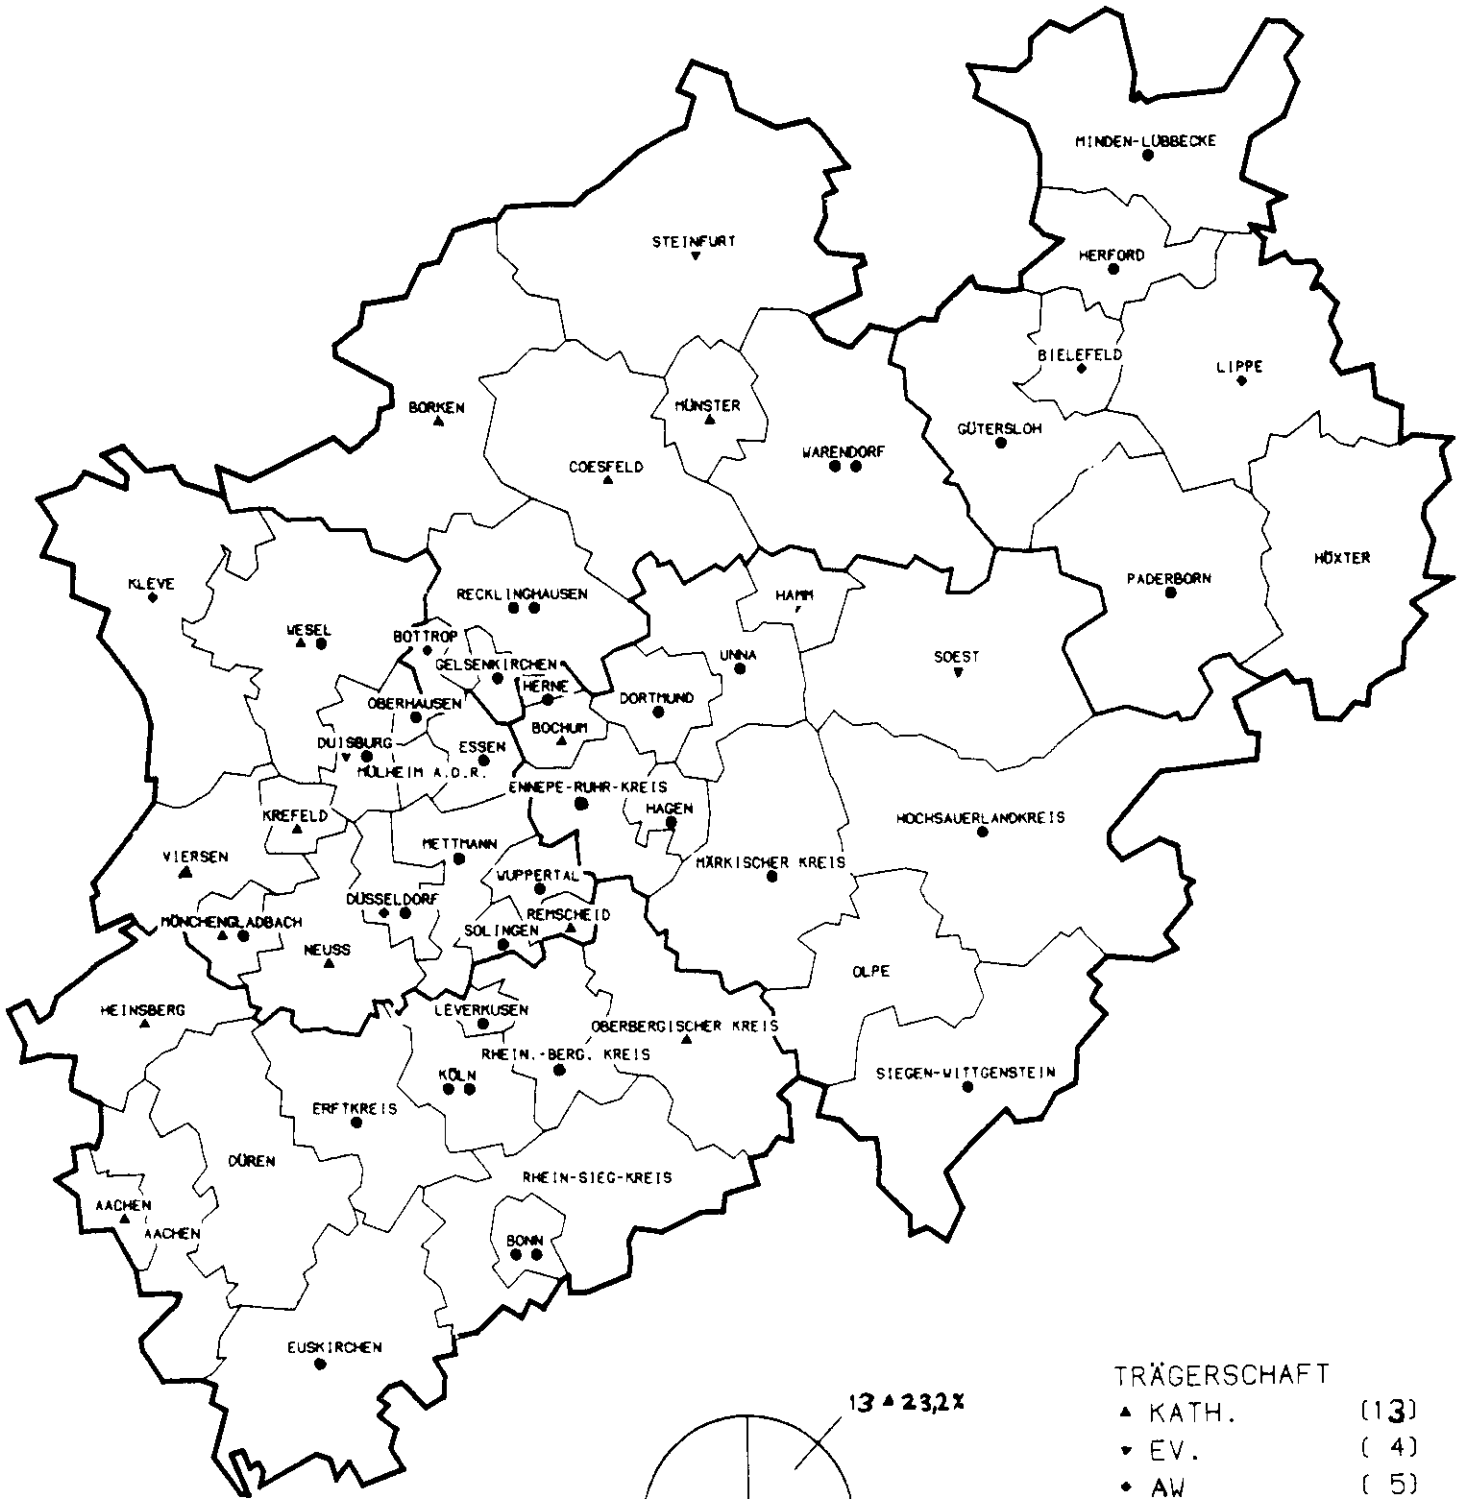 MINDEN-LÜBBECKE
STEINFURT
HERFORD
BIELEFELD
LIPPE
BORKEN
MÜNSTER
GÜTERSLOH
WARENDORF
COESFELD
HÖXTER
KLEVE
PADERBORN
RECKLINGHAUSEN
HAMM
WESEL
BOTTROP
UNNA
SOEST
GELSENKIRCHEN
HERNE
OBERHAUSEN
DORTMUND
BOCHUM
DUISBURG
ESSEN
MÜLHEIM A.D.R.
ENNEPE-RUHR-KREIS
HAGEN
KREFELD
HOCHSAUERLANDKREIS
METTMANN
VIERSEN
MÄRKISCHER KREIS
WUPPERTAL
DÜSSELDORF
REMSCHEID
MÖNCHENGLADBACH
SOLINGEN
NEUSS
OLPE
HEINSBERG
LEVERKUSEN
OBERBERGISCHER KREIS
RHEIN.-BERG. KREIS
KÖLN
SIEGEN-WITTGENSTEIN
ERFTKREIS
DÜREN
RHEIN-SIEG-KREIS
AACHEN
AACHEN
BONN
EUSKIRCHEN
13 ▲ 23,2%
TRÄGERSCHAFT
▲ KATH. (13)
▼ EV. ( 4)
◆ AW ( 5)